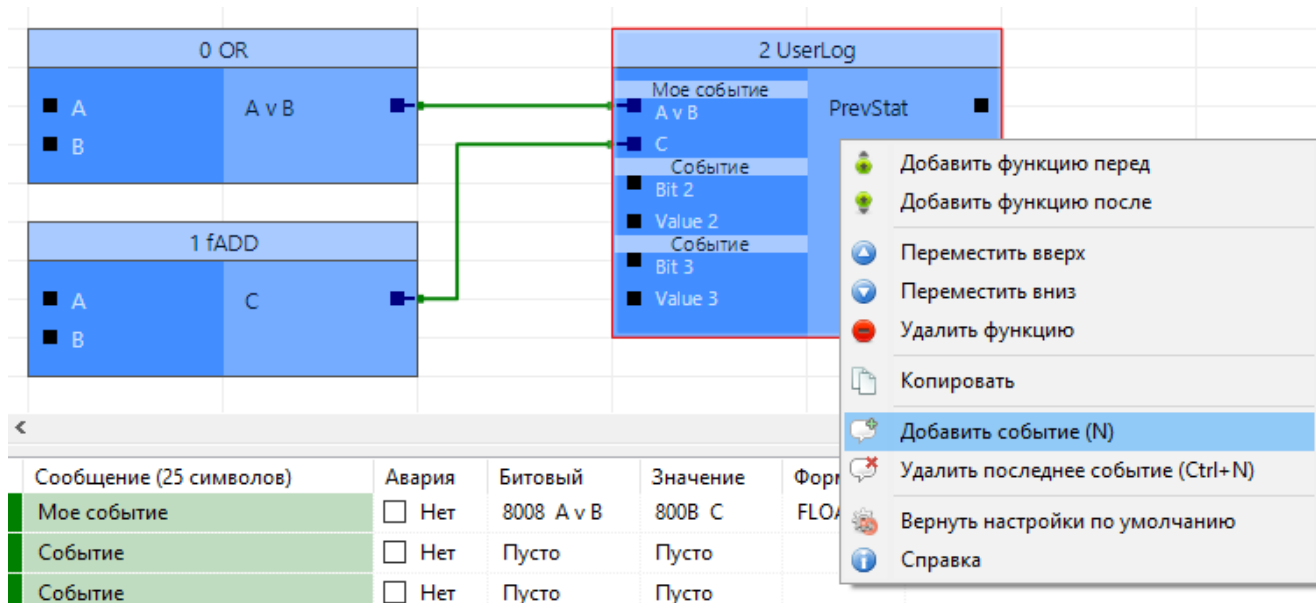 0 OR
A
A v B
B
1 fADD
A
C
B
2 UserLog
Мое событие
A v B
PrevStat
C
Событие
Bit 2
Value 2
Событие
Bit 3
Value 3
Добавить функцию перед
Добавить функцию после
Переместить вверх
Переместить вниз
Удалить функцию
Копировать
Добавить событие (N)
Удалить последнее событие (Ctrl+N)
Вернуть настройки по умолчанию
Справка
Сообщение (25 символов) Авария Битовый Значение
Мое событие Нет 8008 A v B 800B C
Событие Нет Пусто Пусто
Событие Нет Пусто Пусто